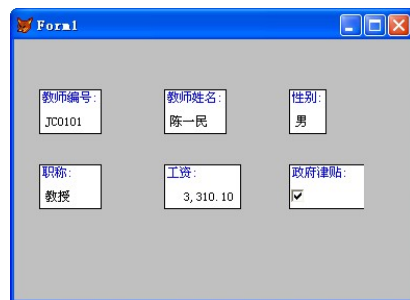 Form1
教师编号: 教师姓名: 性别:
JC0101 陈一民 男
职称: 工资: 政府津贴:
教授 3,310.10